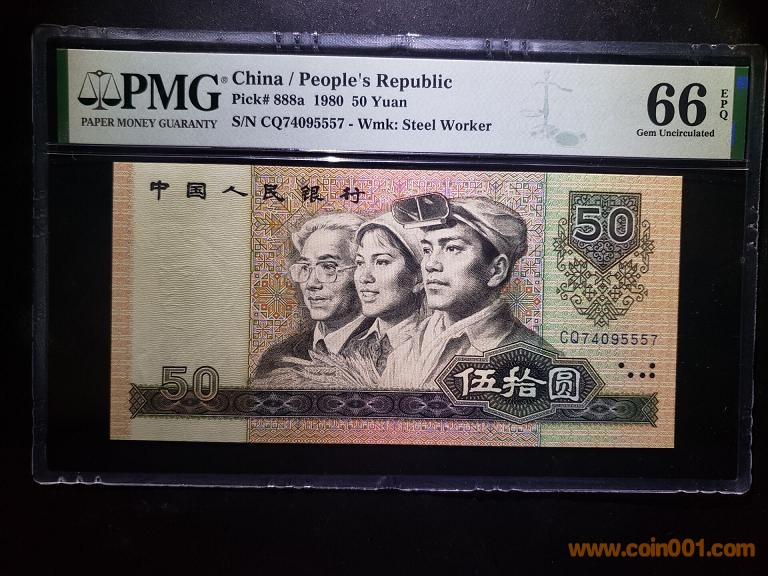 PMG®
PAPER MONEY GUARANTY
China / People's Republic
Pick# 888a 1980 50 Yuan
S/N CQ74095557 - Wmk: Steel Worker
66 EPQ
Gem Uncirculated
中国人民银行
50
CQ74095557
50
伍拾圆
www.coin001.com